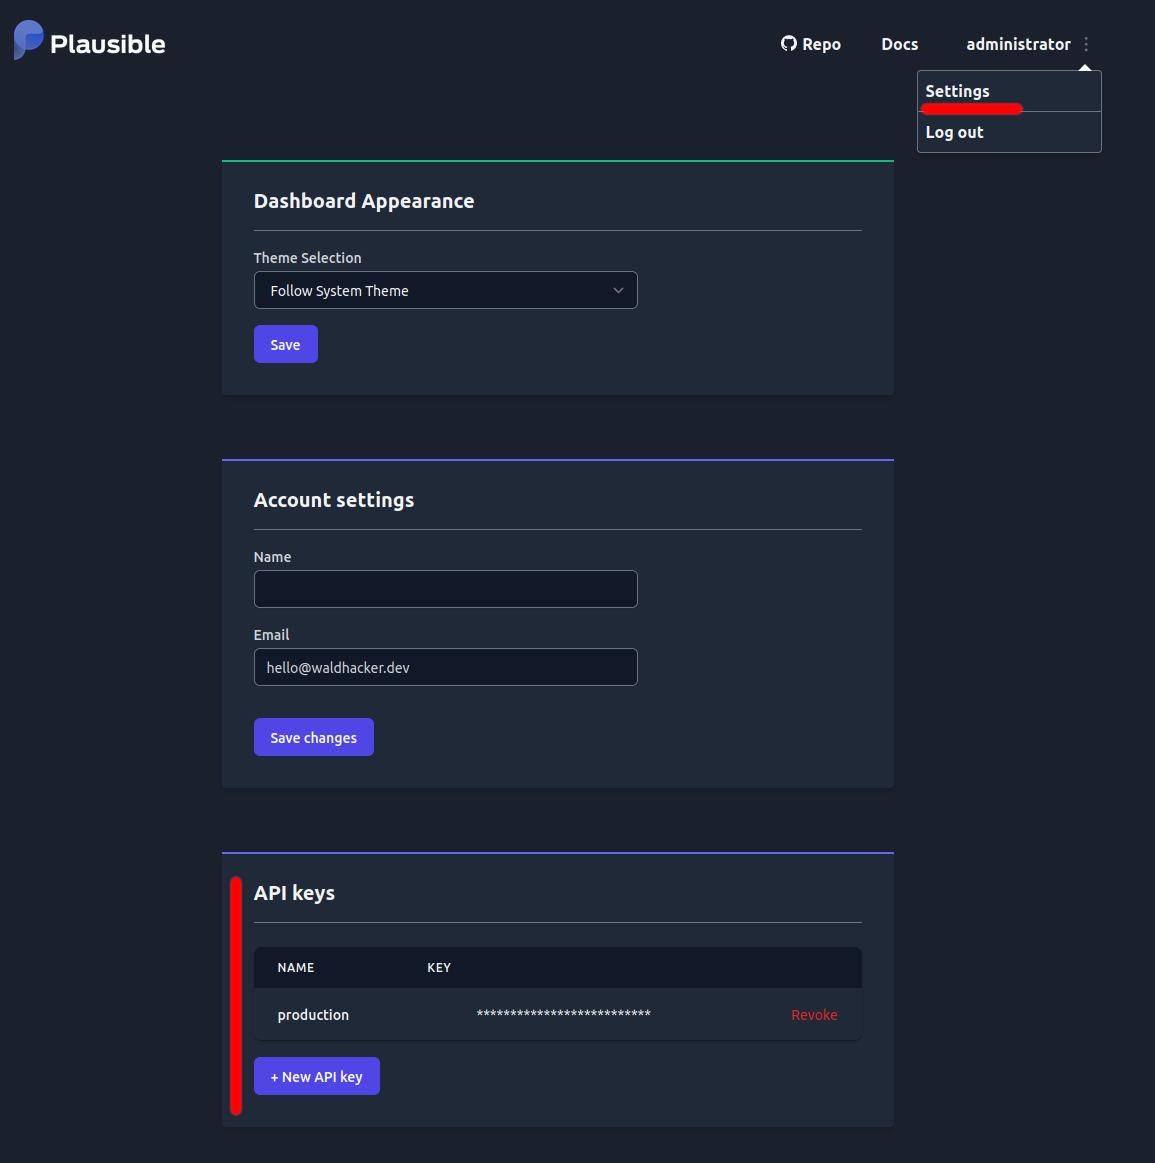 Plausible
Repo Docs administrator
Settings
Log out
Dashboard Appearance
Theme Selection
Follow System Theme
Save
Account settings
Name
Email
hello@waldhacker.dev
Save changes
API keys
NAME KEY
production ************************** Revoke
+ New API key